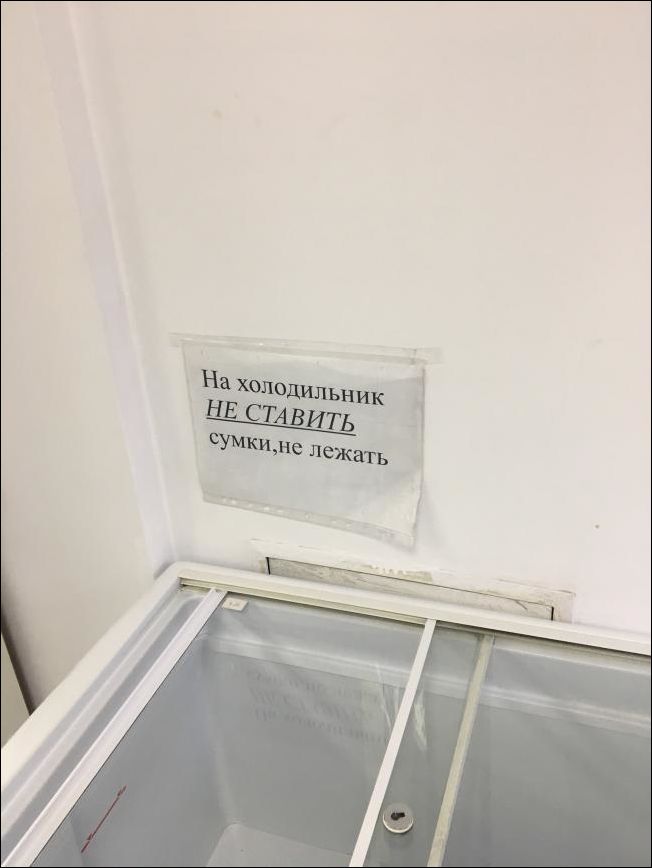 На холодильник
НЕ СТАВИТЬ
сумки,не лежать